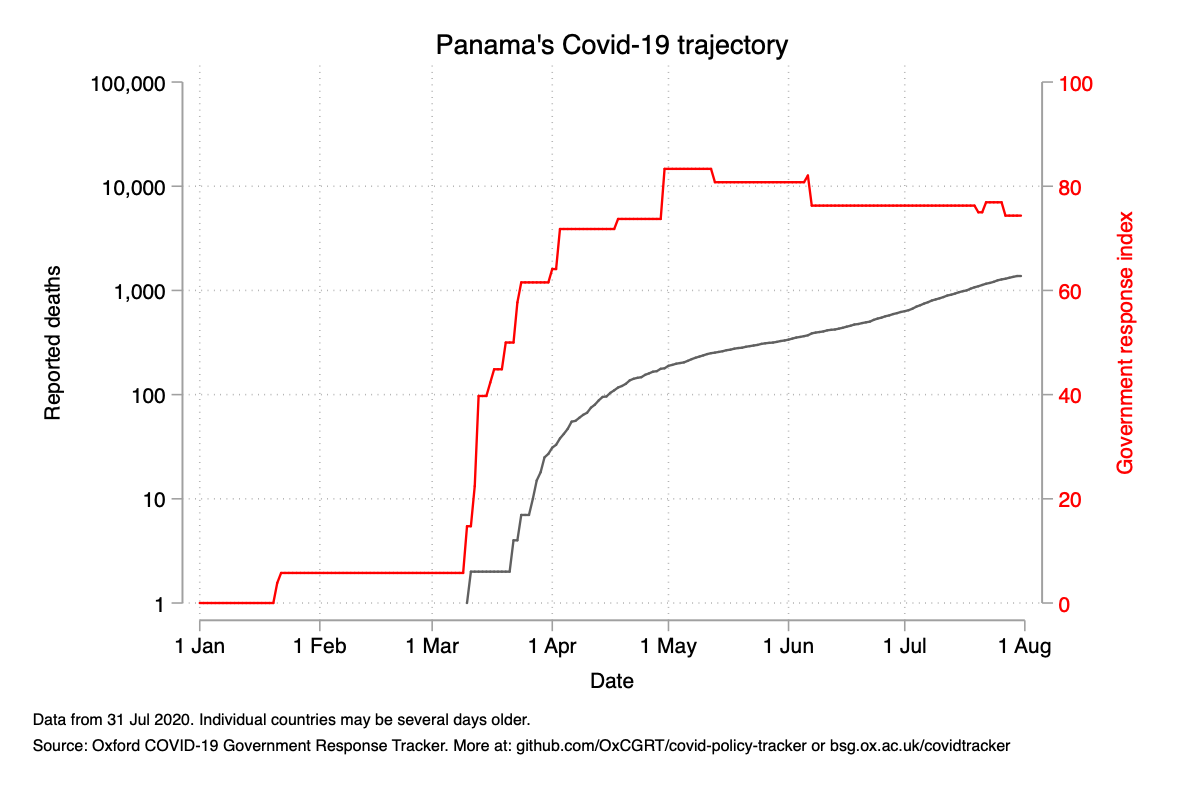 Panama's Covid-19 trajectory
100,000
10,000
1,000
100
10
1
Reported deaths
100
80
60
40
20
0
Government response index
1 Jan 1 Feb 1 Mar 1 Apr 1 May 1 Jun 1 Jul 1 Aug
Date
Data from 31 Jul 2020. Individual countries may be several days older.
Source: Oxford COVID-19 Government Response Tracker. More at: github.com/OxCGRT/covid-policy-tracker or bsg.ox.ac.uk/covidtracker